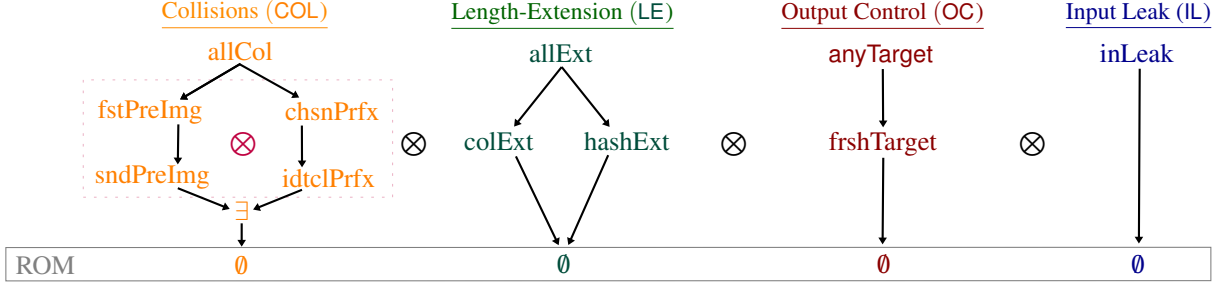 Collisions (COL) Length-Extension (LE) Output Control (OC) Input Leak (IL)
allCol allExt anyTarget inLeak
fstPreImg chsnPrfx
⊗ ⊗ colExt hashExt ⊗ frshTarget ⊗
sndPreImg idtclPrfx
∃
ROM ∅ ∅ ∅ ∅